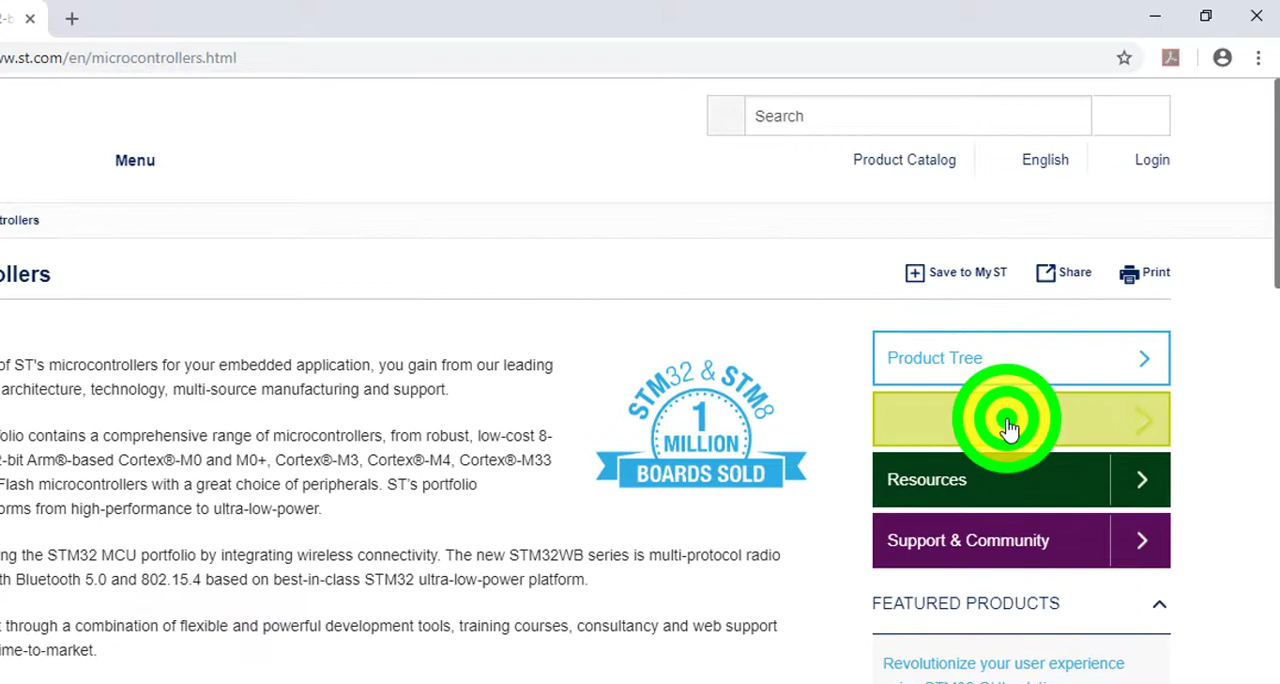 w.st.com/en/microcontrollers.html
Search
Menu
Product Catalog
English
Login
trollers
ollers
Save to My ST
Share
Print
of ST's microcontrollers for your embedded application, you gain from our leading
architecture, technology, multi-source manufacturing and support.
folio contains a comprehensive range of microcontrollers, from robust, low-cost 8-
2-bit Arm®-based Cortex®-M0 and M0+, Cortex®-M3, Cortex®-M4, Cortex®-M33
Flash microcontrollers with a great choice of peripherals. ST's portfolio
orms from high-performance to ultra-low-power.
ng the STM32 MCU portfolio by integrating wireless connectivity. The new STM32WB series is multi-protocol radio
th Bluetooth 5.0 and 802.15.4 based on best-in-class STM32 ultra-low-power platform.
t through a combination of flexible and powerful development tools, training courses, consultancy and web support
ime-to-market.
STM32 & STM8
1
MILLION
BOARDS SOLD
Product Tree
Resources
Support & Community
FEATURED PRODUCTS
Revolutionize your user experience